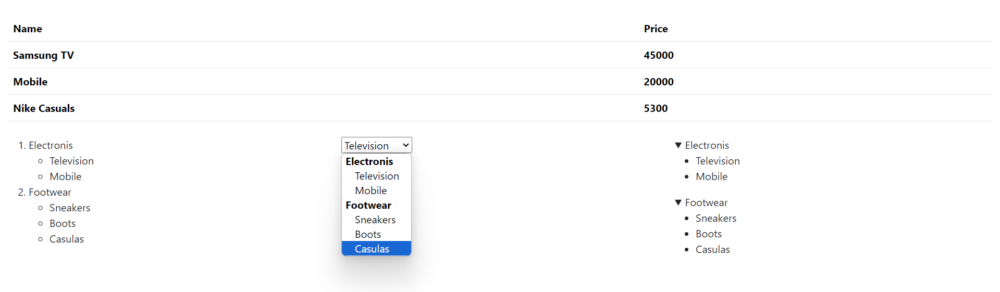 Name Price
Samsung TV 45000
Mobile 20000
Nike Casuals 5300
1. Electronis
Television
Mobile
2. Footwear
Sneakers
Boots
Casulas
Television
Electronis
Television
Mobile
Footwear
Sneakers
Boots
Casulas
Electronis
Television
Mobile
Footwear
Sneakers
Boots
Casulas